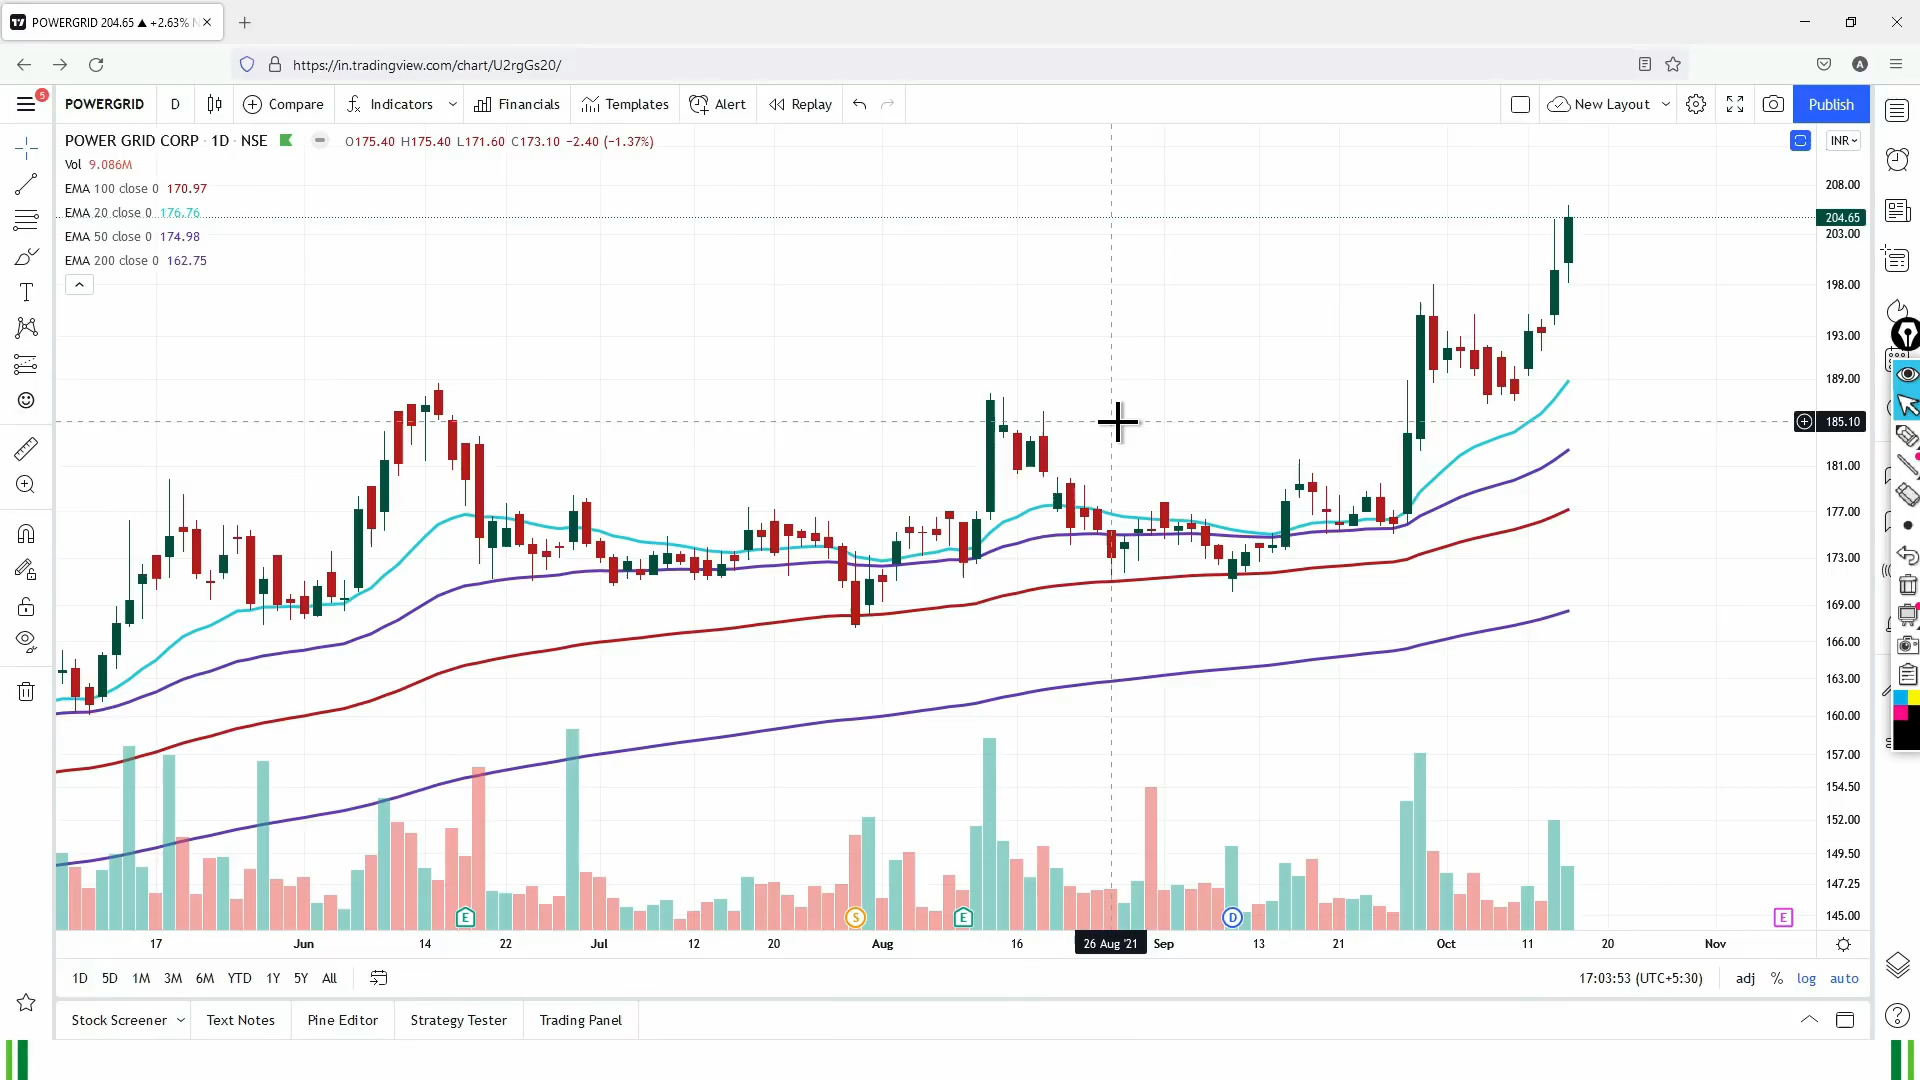 POWERGRID 204.65 ▲ +2.63%
https://in.tradingview.com/chart/U2rgGs20/
A
5
POWERGRID D Compare Indicators Financials Templates Alert Replay New Layout Publish
POWER GRID CORP · 1D · NSE O175.40 H175.40 L171.60 C173.10 −2.40 (−1.37%)
INR
Vol 9.086M
EMA 100 close 0 170.97
EMA 20 close 0 176.76
EMA 50 close 0 174.98
EMA 200 close 0 162.75
208.00
204.65
203.00
198.00
193.00
189.00
185.10
181.00
177.00
173.00
169.00
166.00
163.00
160.00
157.00
154.50
152.00
149.50
147.25
145.00
E S E D E
17 Jun 14 22 Jul 12 20 Aug 16 26 Aug '21 Sep 13 21 Oct 11 20 Nov
1D 5D 1M 3M 6M YTD 1Y 5Y All 17:03:53 (UTC+5:30) adj % log auto
Stock Screener Text Notes Pine Editor Strategy Tester Trading Panel